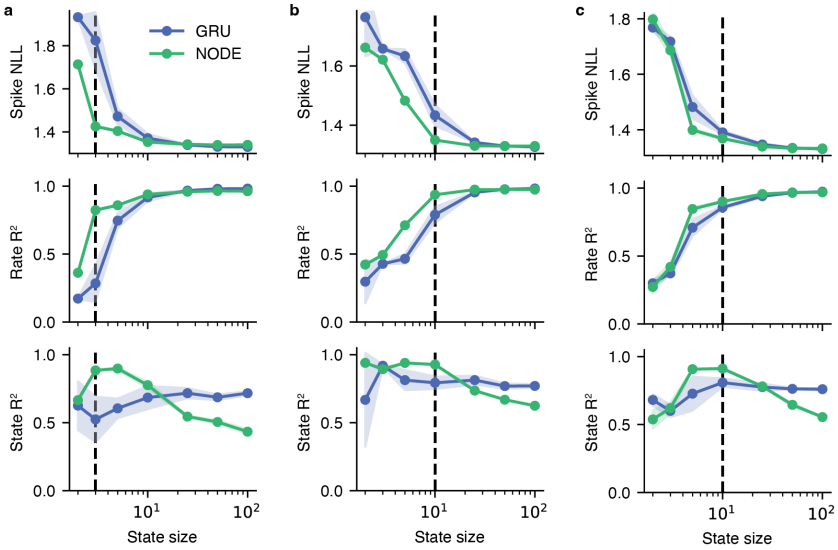 a
b
c
GRU
NODE
Spike NLL
1.8
1.6
1.4
Spike NLL
1.6
1.4
Spike NLL
1.8
1.6
1.4
Rate R²
1.0
0.5
0.0
Rate R²
1.0
0.5
0.0
Rate R²
1.0
0.5
0.0
State R²
1.0
0.5
0.0
State R²
1.0
0.5
0.0
State R²
1.0
0.5
0.0
10¹ 10²
10¹ 10²
10¹ 10²
State size
State size
State size